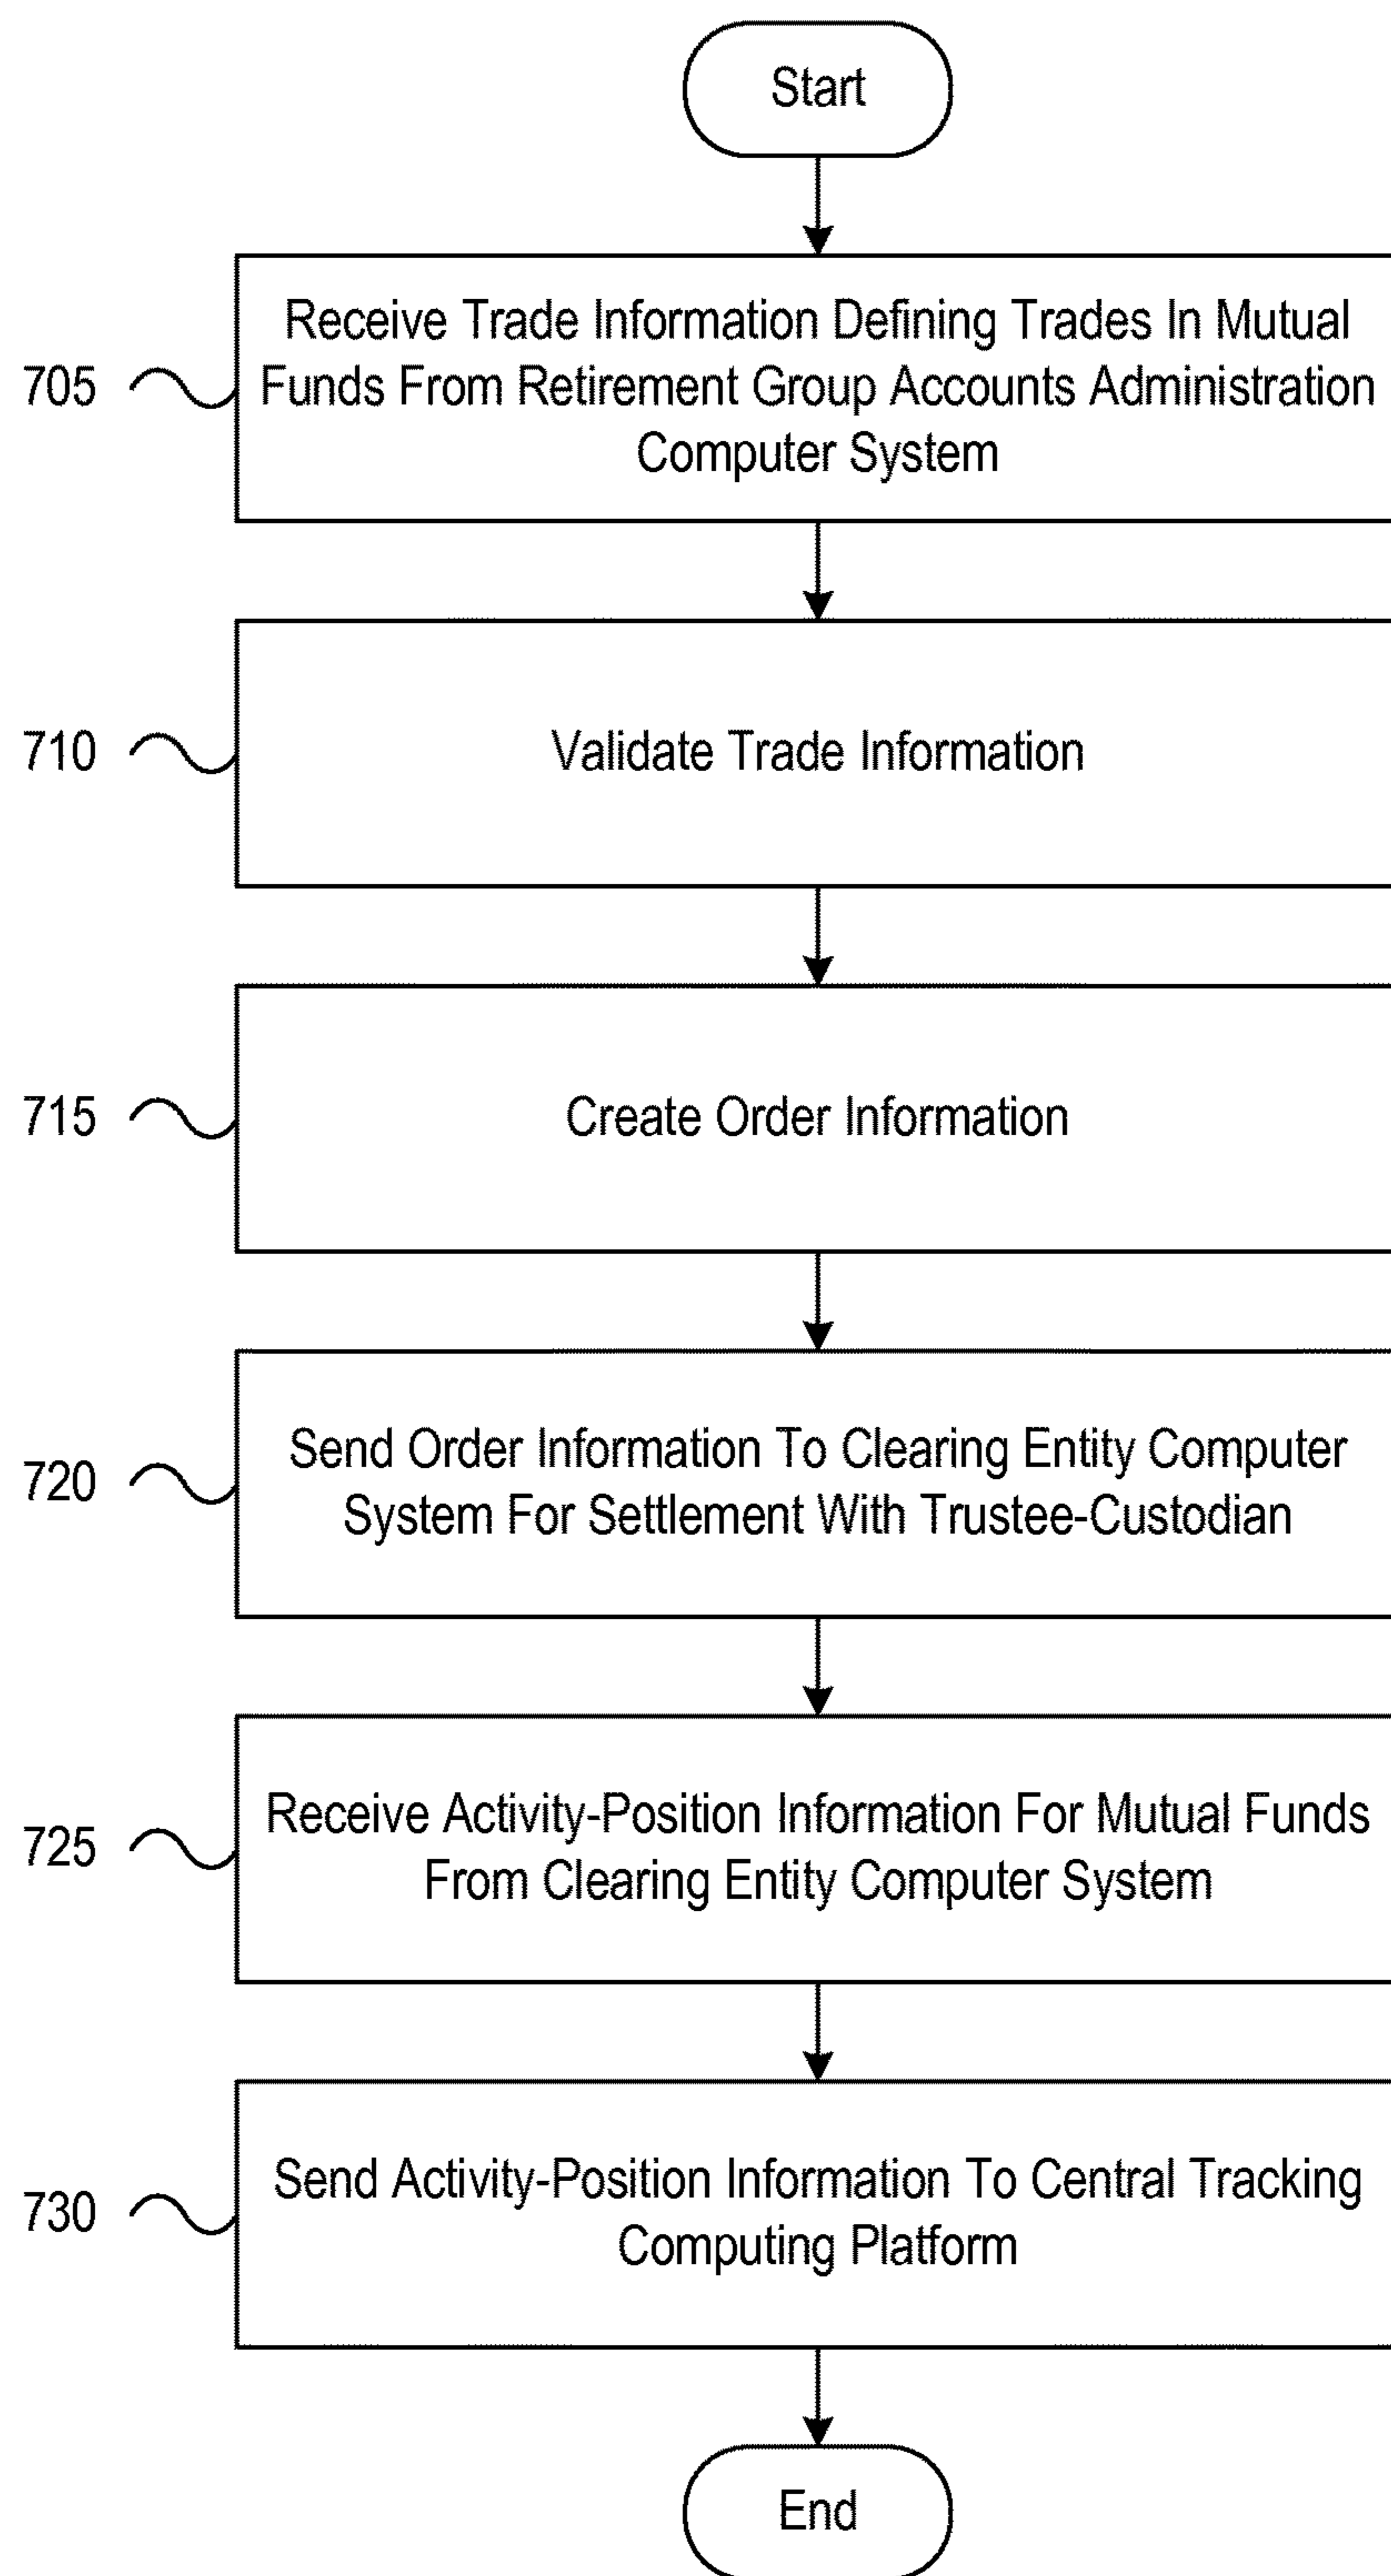 Start
705
Receive Trade Information Defining Trades In Mutual
Funds From Retirement Group Accounts Administration
Computer System
710
Validate Trade Information
715
Create Order Information
720
Send Order Information To Clearing Entity Computer
System For Settlement With Trustee-Custodian
725
Receive Activity-Position Information For Mutual Funds
From Clearing Entity Computer System
730
Send Activity-Position Information To Central Tracking
Computing Platform
End